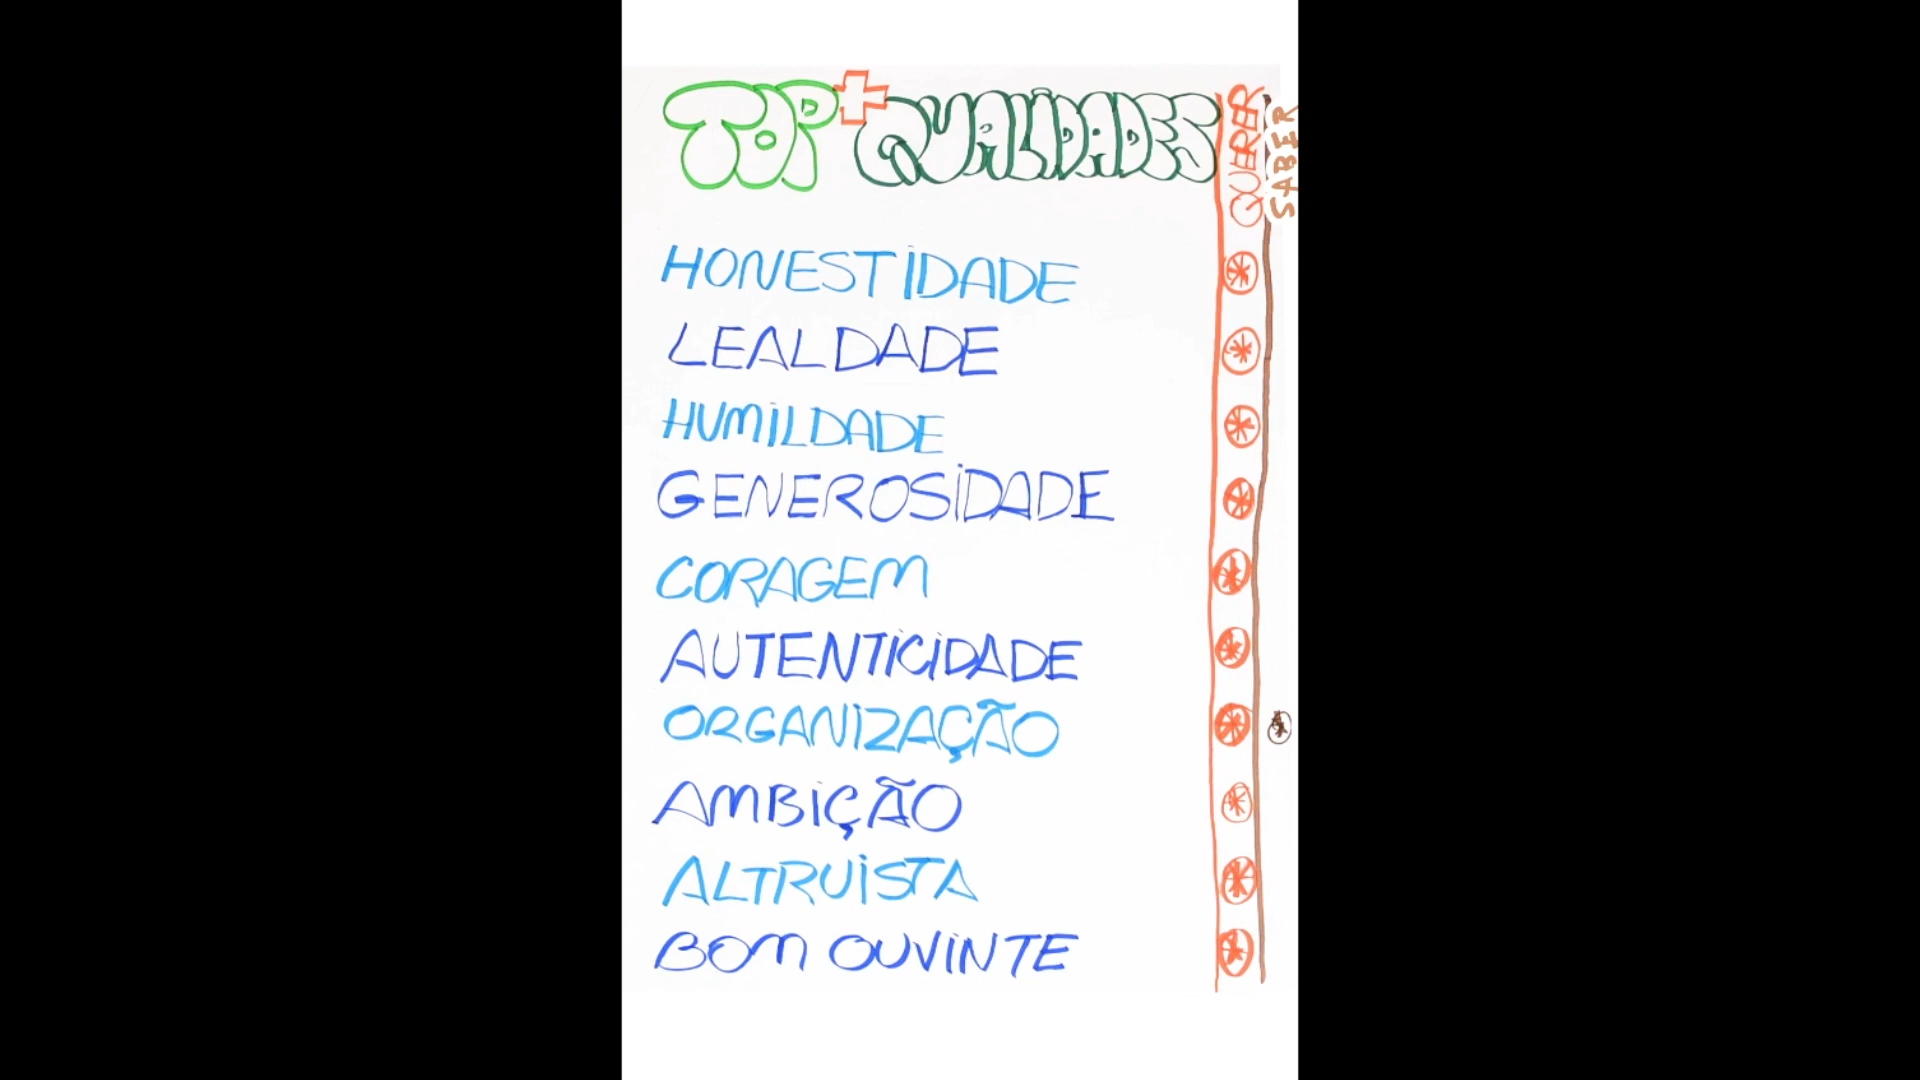 TOP+ QUALIDADES
QUERER
SABER
HONESTIDADE
LEALDADE
HUMILDADE
GENEROSIDADE
CORAGEM
AUTENTICIDADE
ORGANIZAÇÃO
AMBIÇÃO
ALTRUISTA
BOM OUVINTE